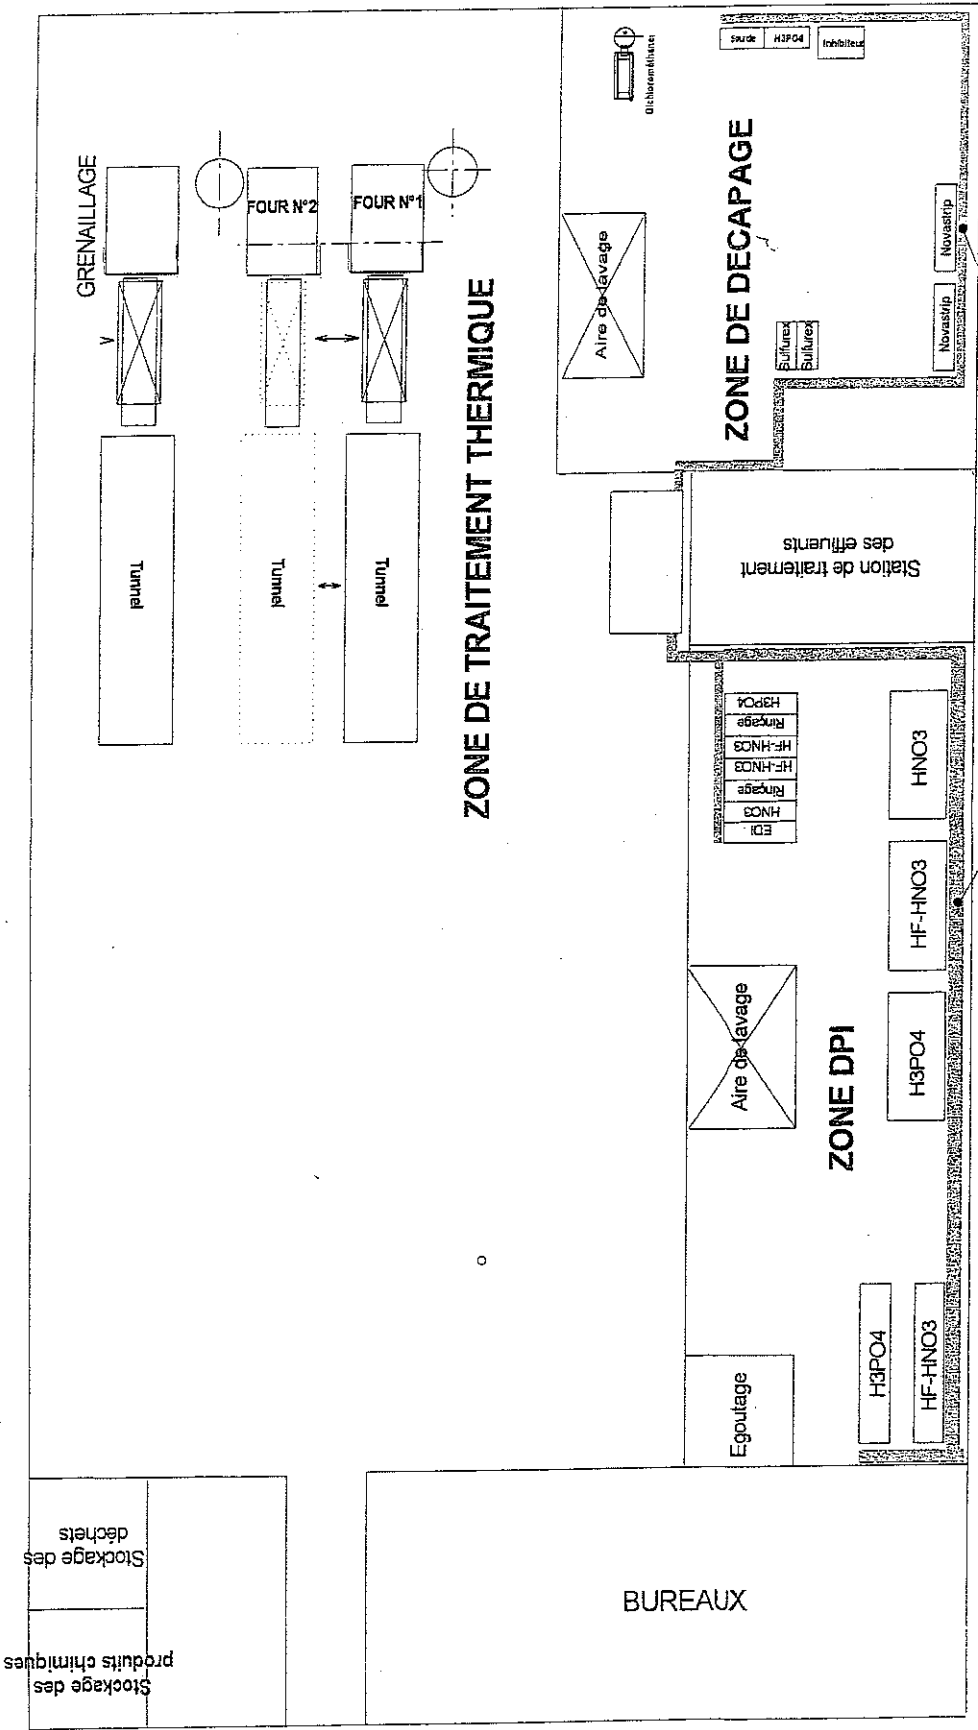 GRENAILLAGE
FOUR N°2
FOUR N°1
Tunnel
Tunnel
Tunnel
ZONE DE TRAITEMENT THERMIQUE
Dichlorométhane
Soude
H3PO4
Inhibiteur
Aire de lavage
ZONE DE DECAPAGE
Sulfurex
Sulfurex
Novastrip
Novastrip
Station de traitement
des effluents
H3PO4
Rinçage
HF-HNO3
HF-HNO3
Rinçage
HNO3
EDI
HNO3
HF-HNO3
H3PO4
Aire de lavage
ZONE DPI
H3PO4
HF-HNO3
Egoutage
Stockage des
déchets
Stockage des
produits chimiques
BUREAUX